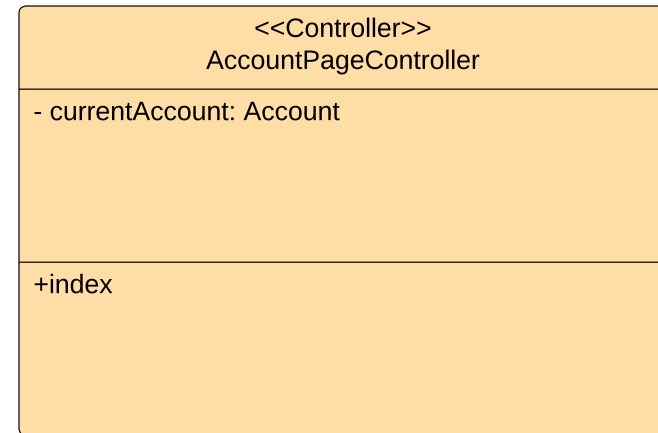 <<Controller>>
AccountPageController
- currentAccount: Account
+index